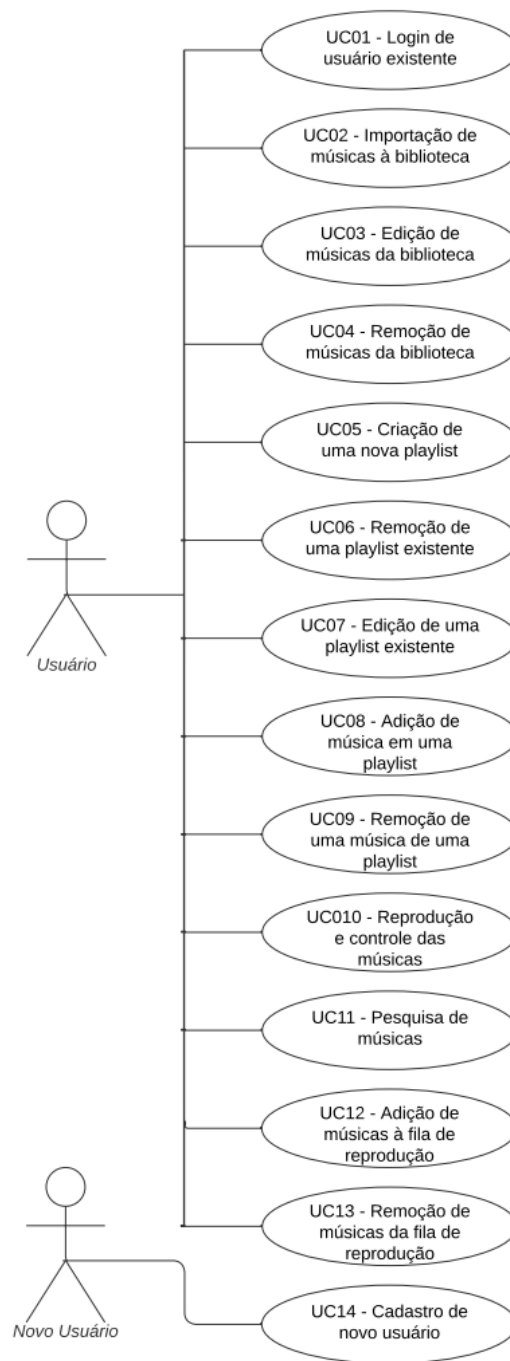 UC01 - Login de
usuário existente
UC02 - Importação de
músicas à biblioteca
UC03 - Edição de
músicas da biblioteca
UC04 - Remoção de
músicas da biblioteca
UC05 - Criação de
uma nova playlist
UC06 - Remoção de
uma playlist existente
Usuário
UC07 - Edição de uma
playlist existente
UC08 - Adição de
música em uma
playlist
UC09 - Remoção de
uma música de uma
playlist
UC010 - Reprodução
e controle das
músicas
UC11 - Pesquisa de
músicas
UC12 - Adição de
músicas à fila de
reprodução
UC13 - Remoção de
músicas da fila de
reprodução
Novo Usuário
UC14 - Cadastro de
novo usuário